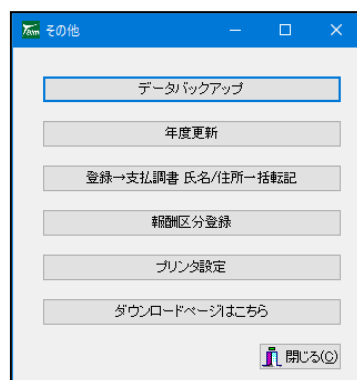 その他
データバックアップ
年度更新
登録→支払調書 氏名/住所一括転記
報酬区分登録
プリンタ設定
ダウンロードページはこちら
閉じる(C)